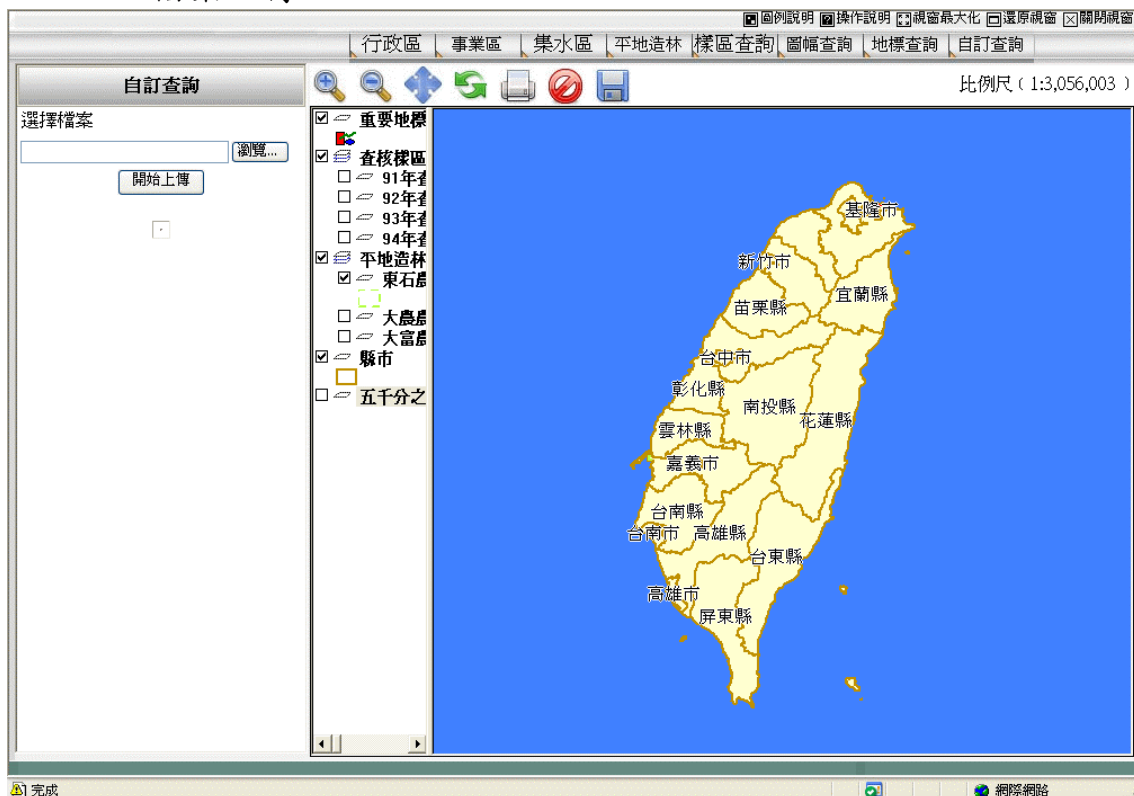 圖例說明 操作說明 視窗最大化 還原視窗 關閉視窗
行政區 事業區 集水區 平地造林 樣區查詢 圖幅查詢 地標查詢 自訂查詢
自訂查詢
比例尺 ( 1:3,056,003 )
選擇檔案
瀏覽...
開始上傳
重要地標
查核樣區
91年查
92年查
93年查
94年查
平地造林
東石農
大農農
大富農
縣市
五千分之
基隆市
新竹市
宜蘭縣
苗栗縣
台中市
彰化縣
南投縣
花蓮縣
雲林縣
嘉義市
台南縣
台南市
高雄縣
台東縣
高雄市
屏東縣
完成
網際網路